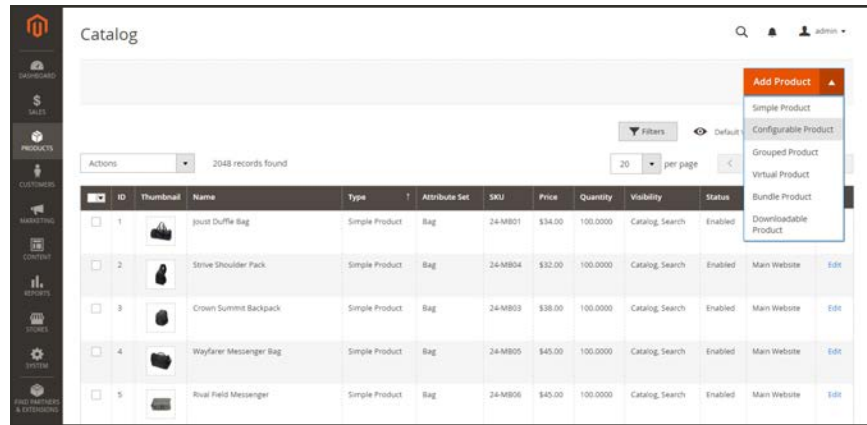 Catalog
admin
DASHBOARD
SALES
PRODUCTS
CUSTOMERS
MARKETING
CONTENT
REPORTS
STORES
SYSTEM
FIND PARTNERS
& EXTENSIONS
Add Product
Simple Product
Configurable Product
Grouped Product
Virtual Product
Bundle Product
Downloadable
Product
Filters Default
Actions 2048 records found 20 per page
ID Thumbnail Name Type ↑ Attribute Set SKU Price Quantity Visibility Status
1 Joust Duffle Bag Simple Product Bag 24-MB01 $34.00 100.0000 Catalog, Search Enabled
2 Strive Shoulder Pack Simple Product Bag 24-MB04 $32.00 100.0000 Catalog, Search Enabled Main Website Edit
3 Crown Summit Backpack Simple Product Bag 24-MB03 $38.00 100.0000 Catalog, Search Enabled Main Website Edit
4 Wayfarer Messenger Bag Simple Product Bag 24-MB05 $45.00 100.0000 Catalog, Search Enabled Main Website Edit
5 Rival Field Messenger Simple Product Bag 24-MB06 $45.00 100.0000 Catalog, Search Enabled Main Website Edit